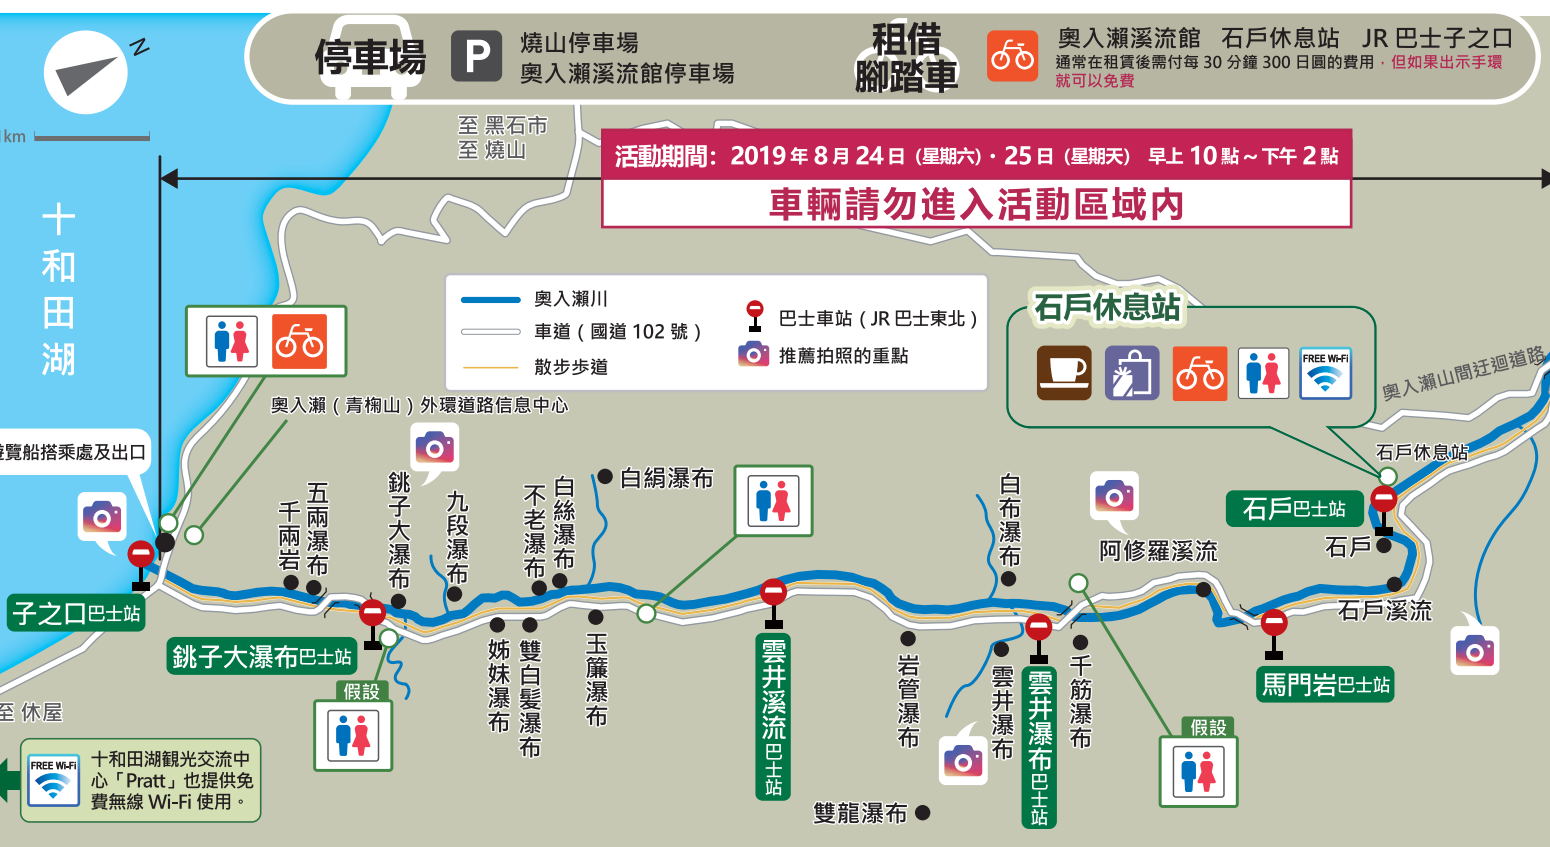 停車場
P
燒山停車場
奧入瀨溪流館停車場
租借
腳踏車
奧入瀨溪流館　石戶休息站　JR 巴士子之口
通常在租賃後需付每 30 分鐘 300 日圓的費用，但如果出示手環
就可以免費
N
1km
至 黑石市
至 燒山
活動期間：2019 年 8 月 24 日（星期六）・25 日（星期天） 早上 10 點～下午 2 點
車輛請勿進入活動區域內
十和田湖
奧入瀨川
車道（國道 102 號）
散步步道
巴士車站（JR 巴士東北）
推薦拍照的重點
石戶休息站
FREE Wi-Fi
奧入瀨山間迂迴道路
奧入瀨（青橅山）外環道路信息中心
遊覽船搭乘處及出口
石戶休息站
千兩岩
五兩瀑布
銚子大瀑布
九段瀑布
不老瀑布
白絲瀑布
白絹瀑布
白布瀑布
阿修羅溪流
石戶巴士站
石戶
石戶溪流
子之口巴士站
銚子大瀑布巴士站
姊妹瀑布
雙白髮瀑布
玉簾瀑布
雲井溪流巴士站
岩管瀑布
雲井瀑布
雲井瀑布巴士站
千筋瀑布
馬門岩巴士站
假設
假設
至 休屋
雙龍瀑布
FREE Wi-Fi
十和田湖観光交流中
心「Pratt」也提供免
費無線 Wi-Fi 使用。